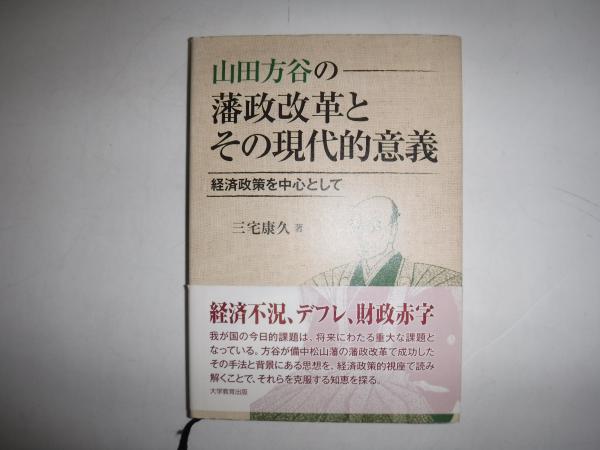 山田方谷の
藩政改革と
その現代的意義
経済政策を中心として
三宅康久 著
経済不況、デフレ、財政赤字
我が国の今日的課題は、将来にわたる重大な課題と
なっている。方谷が備中松山藩の藩政改革で成功した
その手法と背景にある思想を、経済政策的視座で読み
解くことで、それらを克服する知恵を探る。
大学教育出版